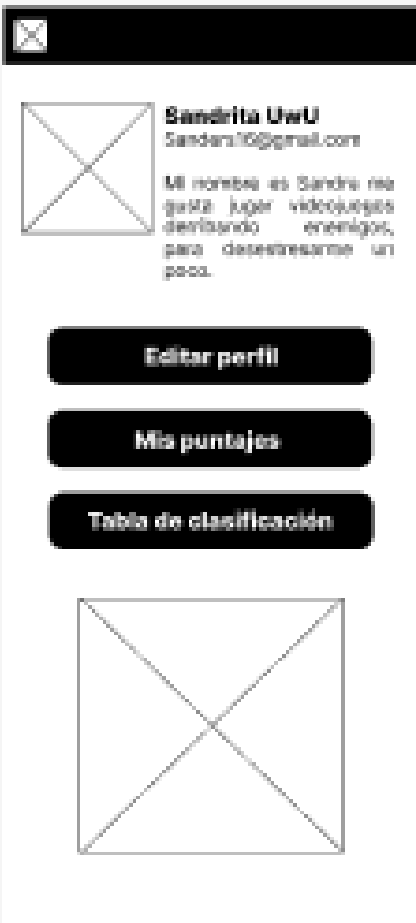 Sandrita UwU
Sanders16@gmail.com
Mi nombre es Sandra me
gusta jugar videojuegos
derribando enemigos,
para desestresarme un
poco.
Editar perfil
Mis puntajes
Tabla de clasificación